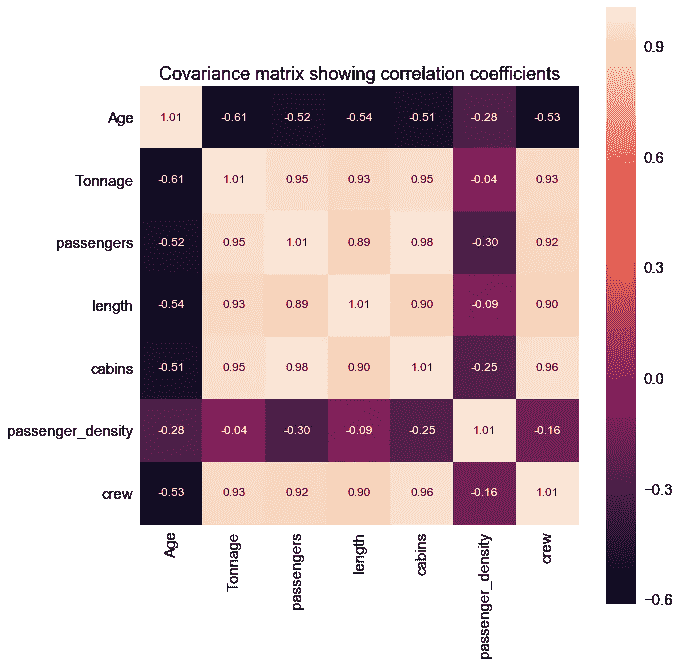 Covariance matrix showing correlation coefficients
Age 1.01 -0.61 -0.52 -0.54 -0.51 -0.28 -0.53
Tonnage -0.61 1.01 0.95 0.93 0.95 -0.04 0.93
passengers -0.52 0.95 1.01 0.89 0.98 -0.30 0.92
length -0.54 0.93 0.89 1.01 0.90 -0.09 0.90
cabins -0.51 0.95 0.98 0.90 1.01 -0.25 0.96
passenger_density -0.28 -0.04 -0.30 -0.09 -0.25 1.01 -0.16
crew -0.53 0.93 0.92 0.90 0.96 -0.16 1.01
Age
Tonnage
passengers
length
cabins
passenger_density
crew
0.9
0.6
0.3
0.0
−0.3
−0.6